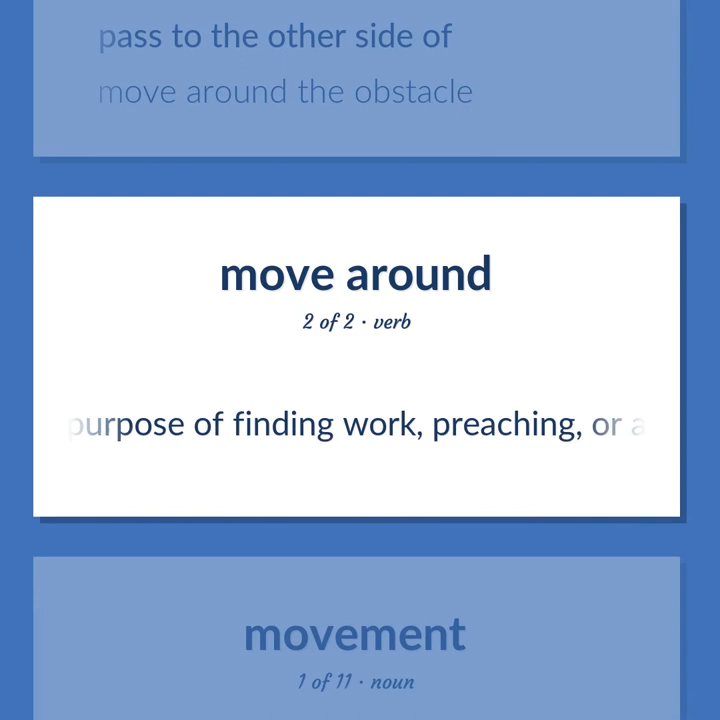 pass to the other side of
move around the obstacle
move around
2 of 2 · verb
purpose of finding work, preaching, or
movement
1 of 11 · noun